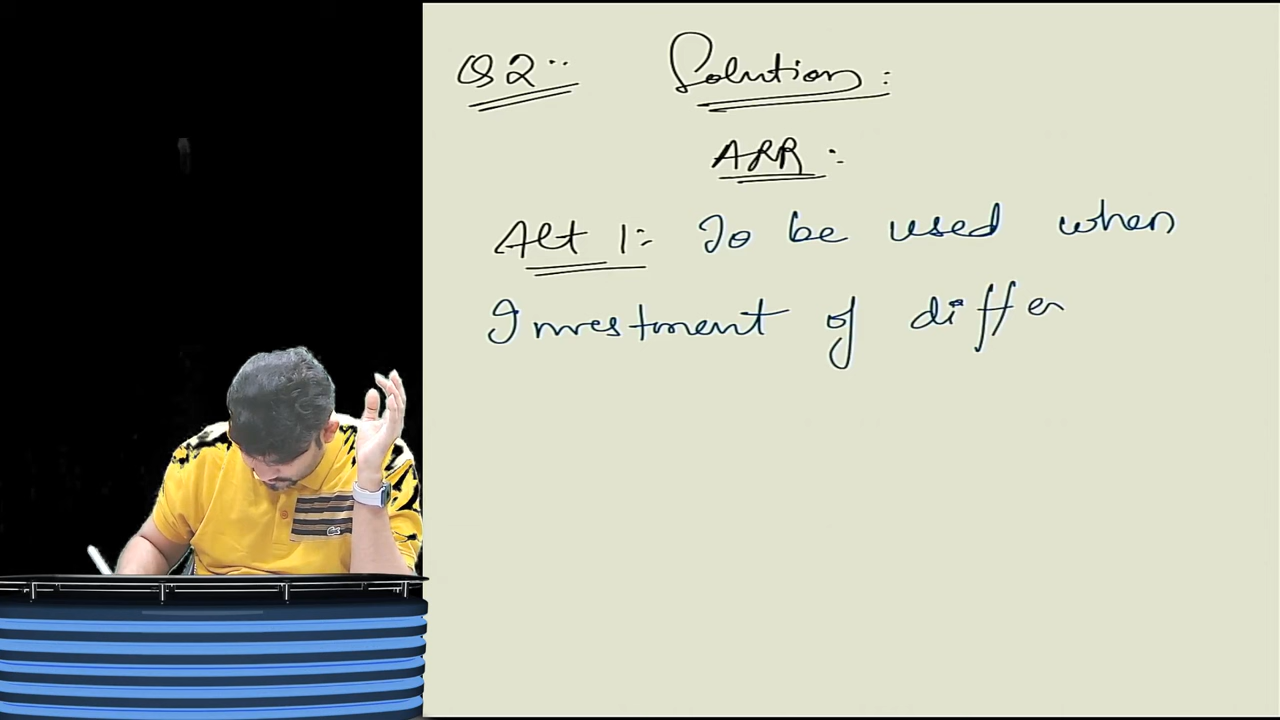 Q2:. Solution:
ARR:
Alt 1:- To be used when
Investment of differ